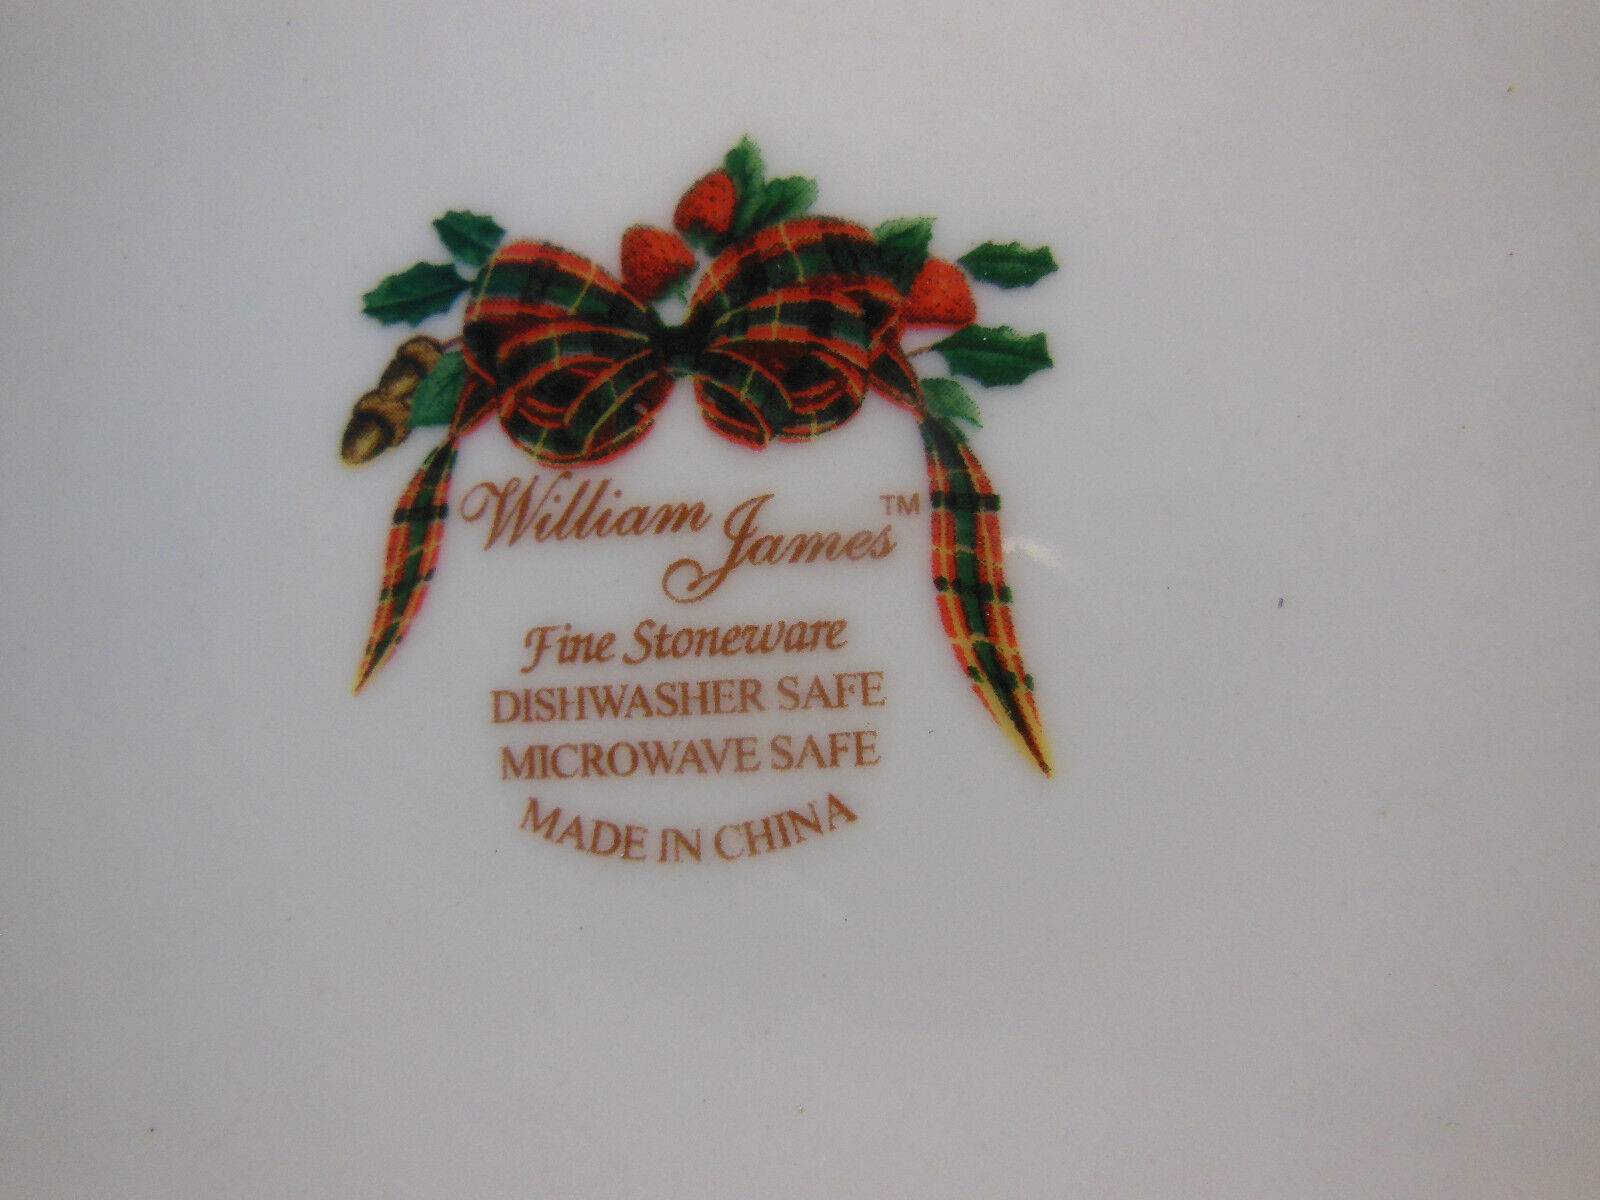 William James™
Fine Stoneware
DISHWASHER SAFE
MICROWAVE SAFE
MADE IN CHINA